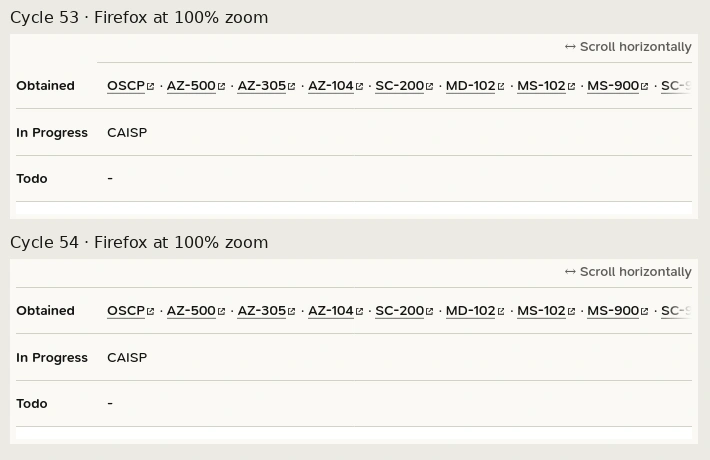 Cycle 53 · Firefox at 100% zoom
↔ Scroll horizontally
Obtained OSCP · AZ-500 · AZ-305 · AZ-104 · SC-200 · MD-102 · MS-102 · MS-900 · SC-
In Progress CAISP
Todo -
Cycle 54 · Firefox at 100% zoom
↔ Scroll horizontally
Obtained OSCP · AZ-500 · AZ-305 · AZ-104 · SC-200 · MD-102 · MS-102 · MS-900 · SC-
In Progress CAISP
Todo -